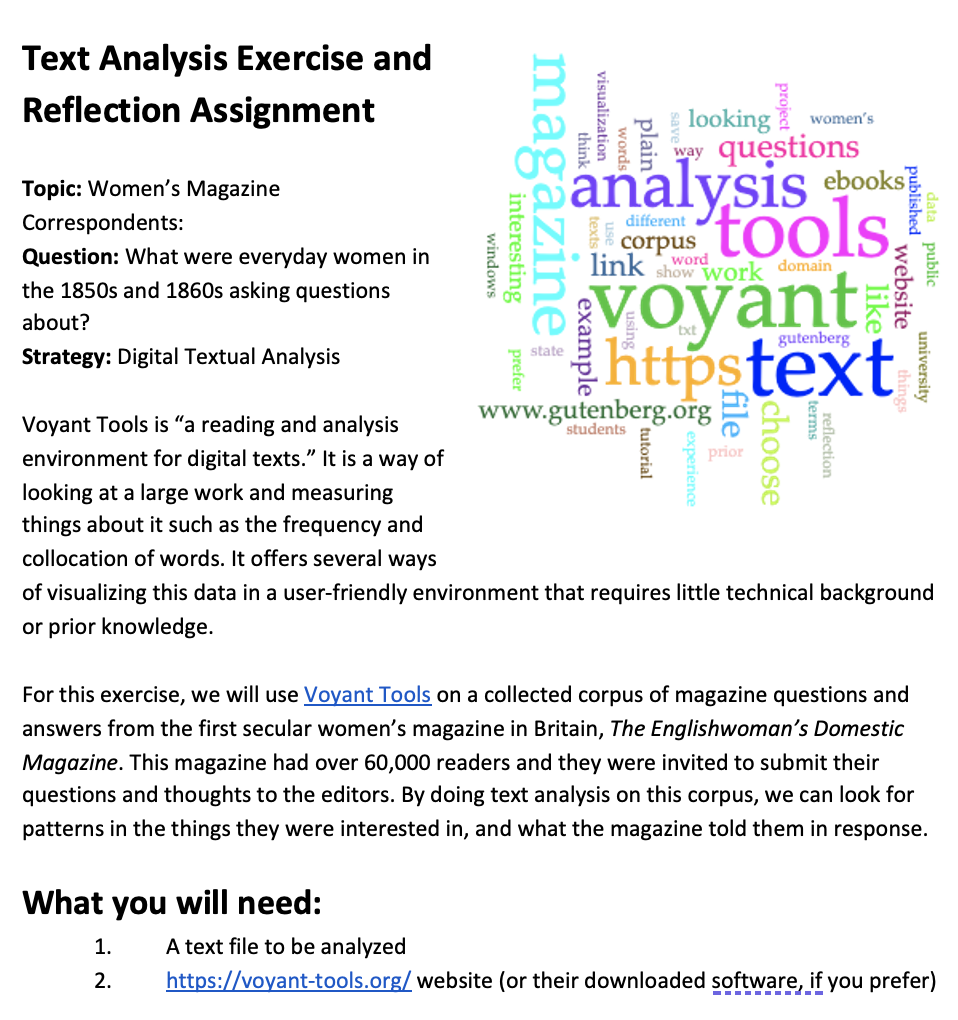 Text Analysis Exercise and
Reflection Assignment
Topic: Women’s Magazine
Correspondents:
Question: What were everyday women in
the 1850s and 1860s asking questions
about?
Strategy: Digital Textual Analysis
Voyant Tools is “a reading and analysis
environment for digital texts.” It is a way of
looking at a large work and measuring
things about it such as the frequency and
collocation of words. It offers several ways
of visualizing this data in a user-friendly environment that requires little technical background
or prior knowledge.
magazine
visualization
think
words
plain
save
looking
project
women’s
way
questions
analysis
ebooks
published
data
interesting
texts
use
different
tools
corpus
windows
link
show
word
work
domain
website
public
voyant
like
example
using
txt
gutenberg
prefer
state
https
text
university
things
www.gutenberg.org
file
choose
students
tutorial
experience
prior
terms
reflection
For this exercise, we will use Voyant Tools on a collected corpus of magazine questions and
answers from the first secular women’s magazine in Britain, The Englishwoman’s Domestic
Magazine. This magazine had over 60,000 readers and they were invited to submit their
questions and thoughts to the editors. By doing text analysis on this corpus, we can look for
patterns in the things they were interested in, and what the magazine told them in response.
What you will need:
1. A text file to be analyzed
2. https://voyant-tools.org/ website (or their downloaded software, if you prefer)